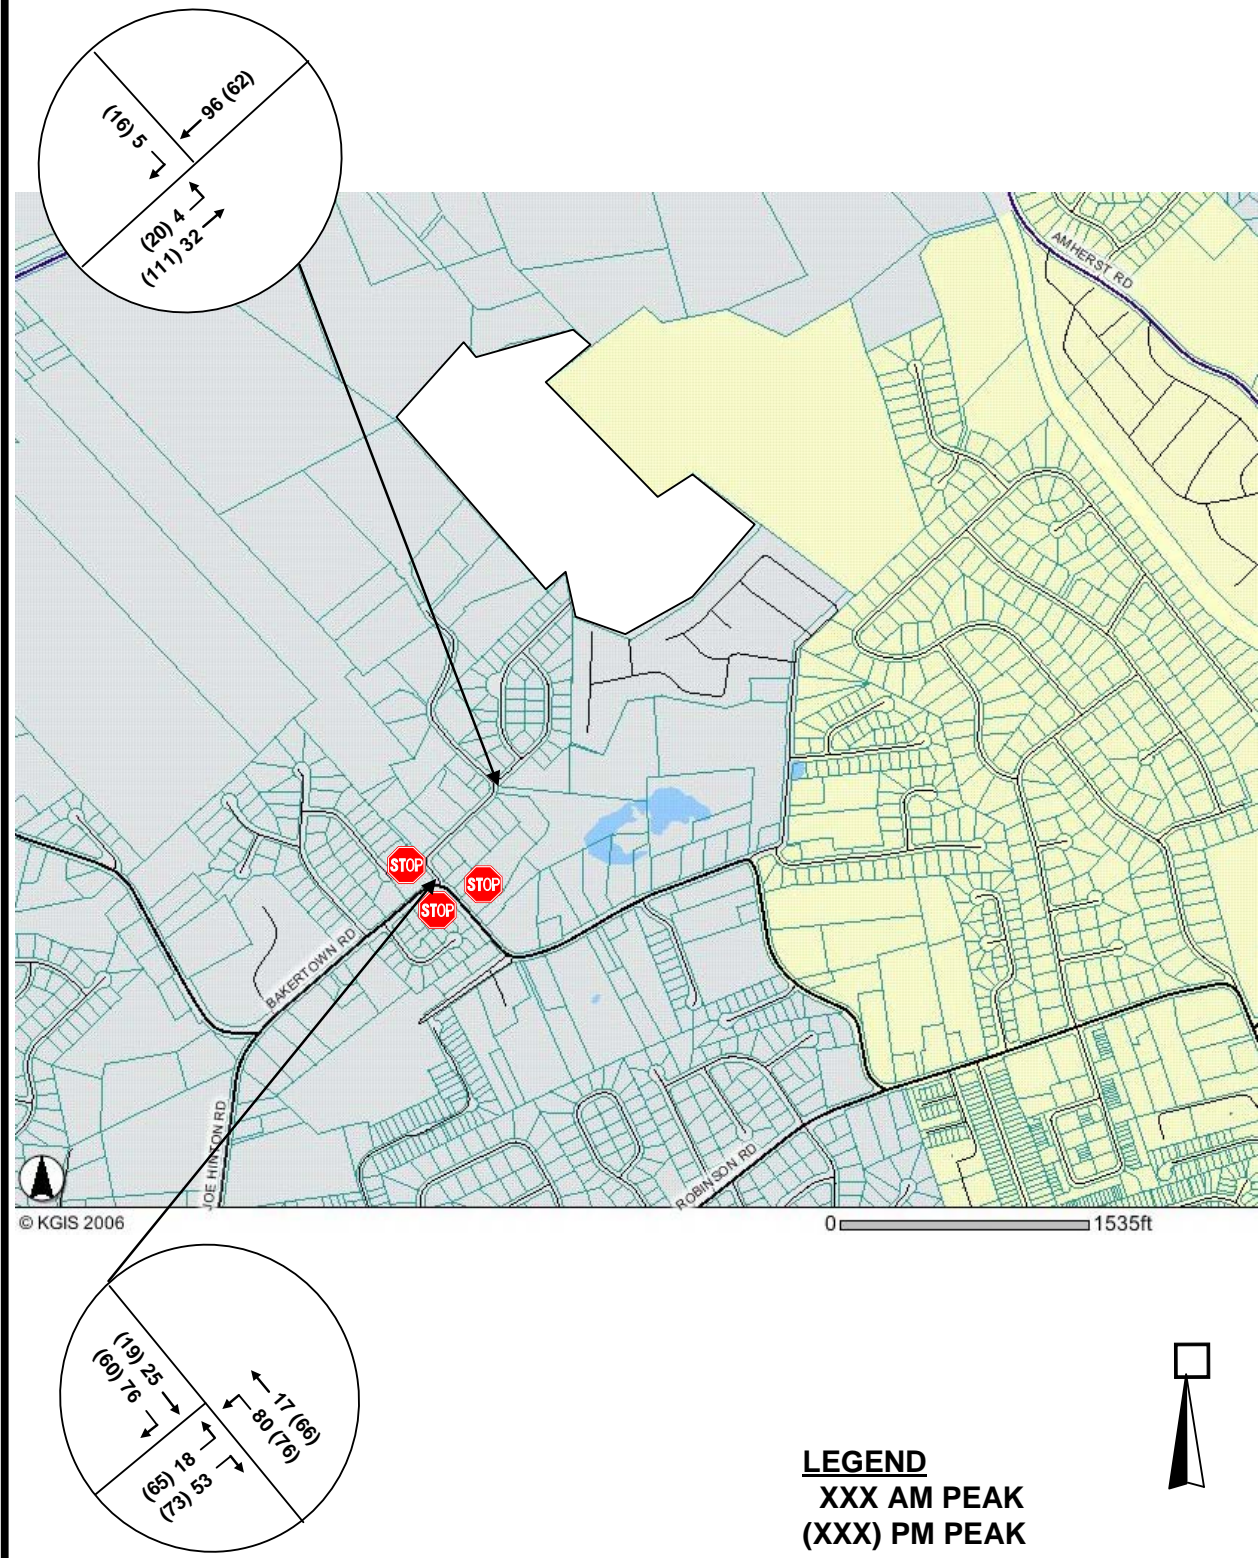 96 (62)
(16) 5
(20) 4
(111) 32
AMHERST RD
STOP
STOP
STOP
BAKERTOWN RD
JOE HINTON RD
ROBINSON RD
© KGIS 2006
0 1535ft
(19) 25
(60) 76
17 (66)
80 (76)
(65) 18
(73) 53
LEGEND
XXX AM PEAK
(XXX) PM PEAK